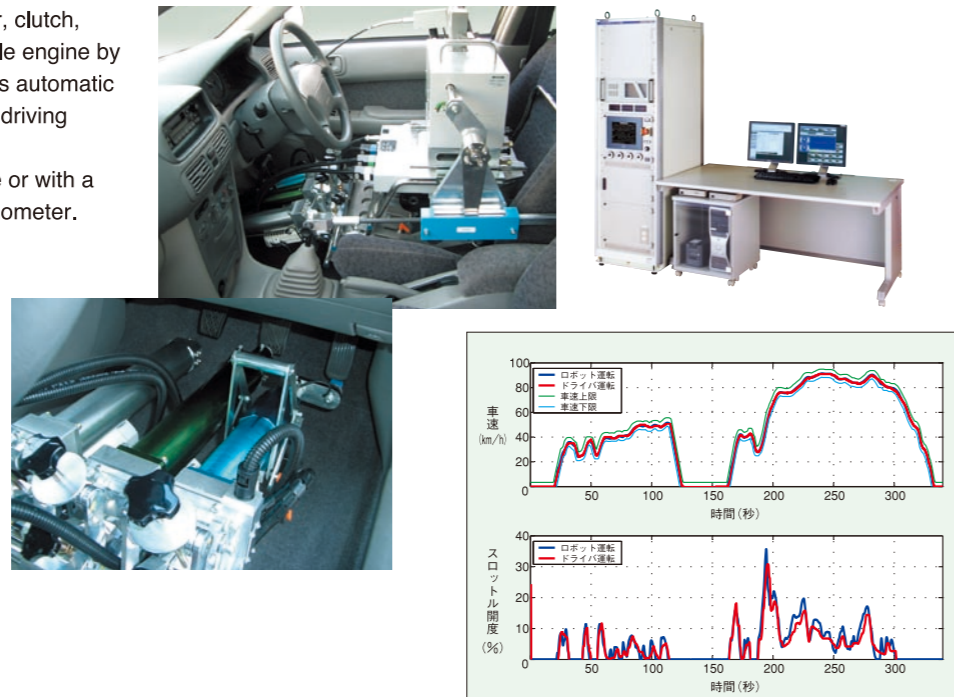 r, clutch,
le engine by
s automatic
driving
e or with a
ometer.
ロボット運転
ドライバ運転
車速上限
車速下限
車速
(km/h)
100
80
60
40
20
0
50
100
150
200
250
300
時間(秒)
ロボット運転
ドライバ運転
スロットル開度
(%)
40
30
20
10
0
50
100
150
200
250
300
時間(秒)